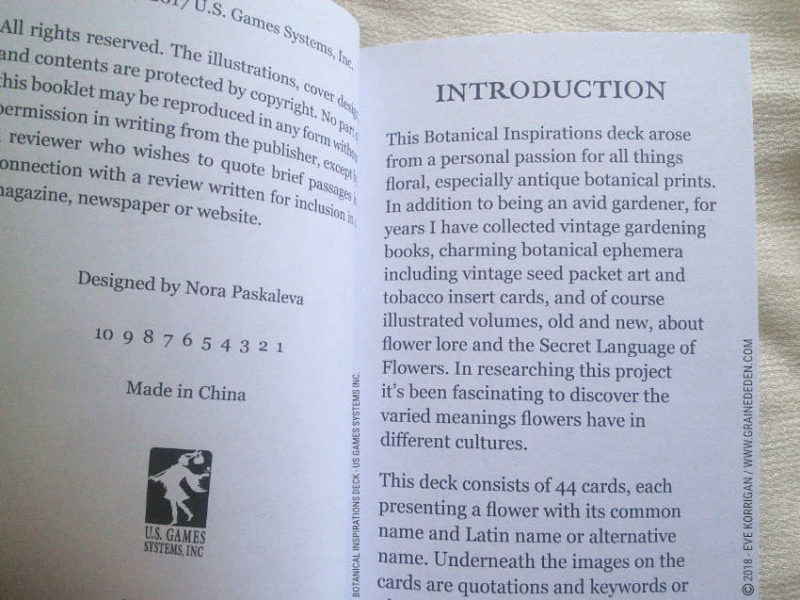 2017 U.S. Games Systems, Inc.
All rights reserved. The illustrations, cover design
and contents are protected by copyright. No part of
this booklet may be reproduced in any form without
permission in writing from the publisher, except
reviewer who wishes to quote brief passages
connection with a review written for inclusion in
magazine, newspaper or website.
Designed by Nora Paskaleva
10 9 8 7 6 5 4 3 2 1
Made in China
U.S. GAMES
SYSTEMS, INC
BOTANICAL INSPIRATIONS DECK - US GAMES SYSTEMS INC.
INTRODUCTION
This Botanical Inspirations deck arose
from a personal passion for all things
floral, especially antique botanical prints.
In addition to being an avid gardener, for
years I have collected vintage gardening
books, charming botanical ephemera
including vintage seed packet art and
tobacco insert cards, and of course
illustrated volumes, old and new, about
flower lore and the Secret Language of
Flowers. In researching this project
it's been fascinating to discover the
varied meanings flowers have in
different cultures.
This deck consists of 44 cards, each
presenting a flower with its common
name and Latin name or alternative
name. Underneath the images on the
cards are quotations and keywords or
© 2018 - EVE KORRIGAN / WWW.GRAINEDEDEN.COM